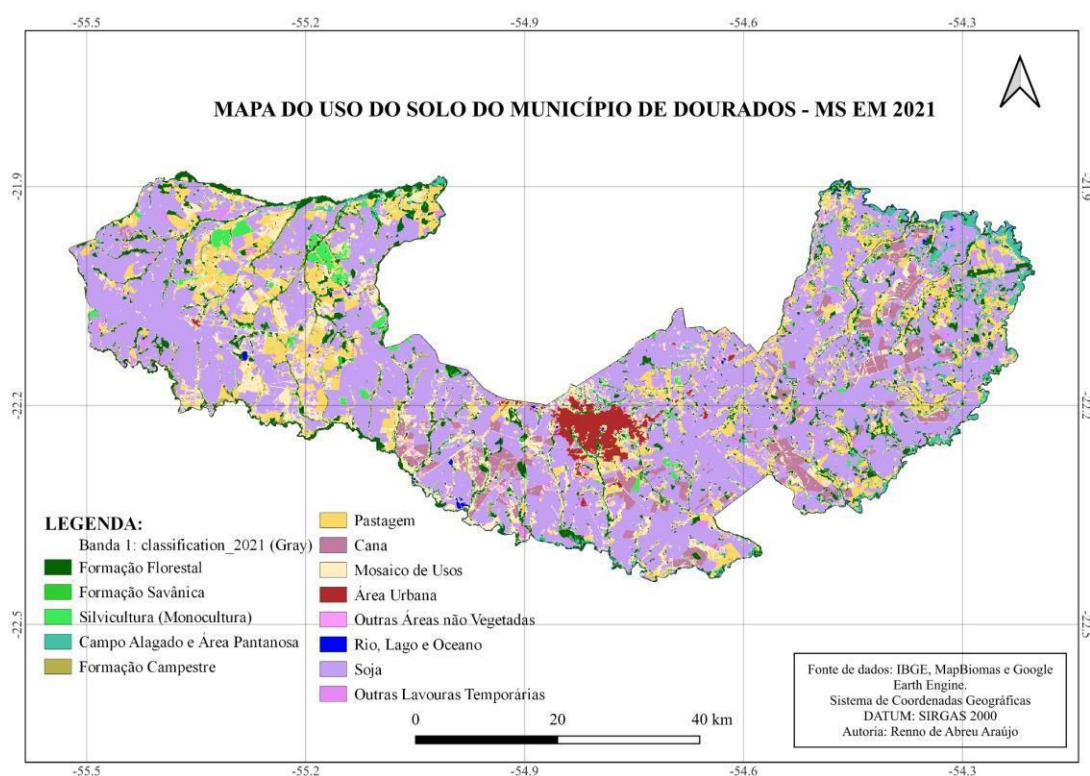 -55.5
-55.2
-54.9
-54.6
-54.3
MAPA DO USO DO SOLO DO MUNICÍPIO DE DOURADOS - MS EM 2021
-21.9
-21.9
-22.2
-22.2
-22.5
-22.5
LEGENDA:
Banda 1: classification_2021 (Gray)
Formação Florestal
Formação Savânica
Silvicultura (Monocultura)
Campo Alagado e Área Pantanosa
Formação Campestre
Pastagem
Cana
Mosaico de Usos
Área Urbana
Outras Áreas não Vegetadas
Rio, Lago e Oceano
Soja
Outras Lavouras Temporárias
0
20
40 km
Fonte de dados: IBGE, MapBiomas e Google
Earth Engine.
Sistema de Coordenadas Geográficas
DATUM: SIRGAS 2000
Autoria: Renno de Abreu Araújo
-55.5
-55.2
-54.9
-54.6
-54.3